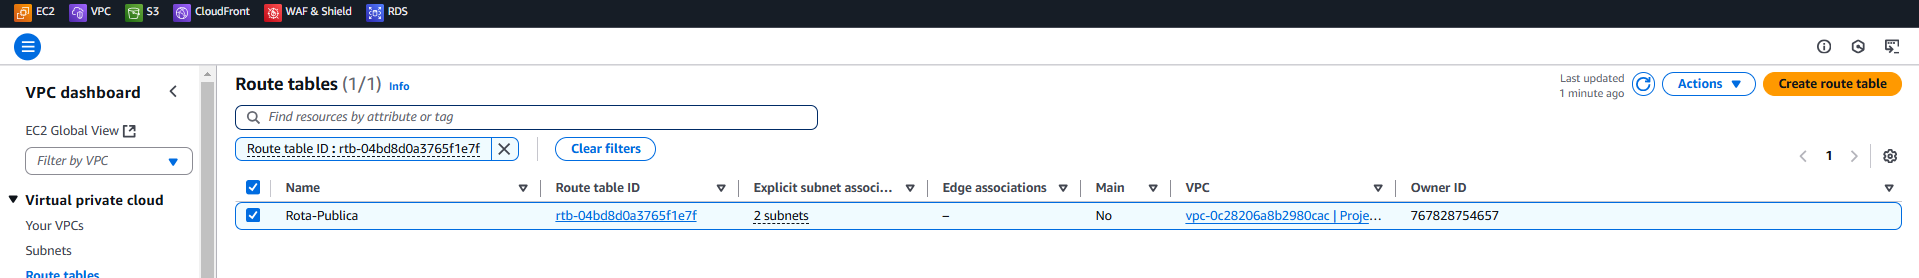 EC2 VPC S3 CloudFront WAF & Shield RDS
VPC dashboard
EC2 Global View
Filter by VPC
Virtual private cloud
Your VPCs
Subnets
Route tables
Route tables (1/1) Info
Last updated
1 minute ago
Actions
Create route table
Find resources by attribute or tag
Route table ID : rtb-04bd8d0a3765f1e7f
Clear filters
1
Name Route table ID Explicit subnet associ... Edge associations Main VPC Owner ID
Rota-Publica rtb-04bd8d0a3765f1e7f 2 subnets – No vpc-0c28206a8b2980cac | Proje... 767828754657